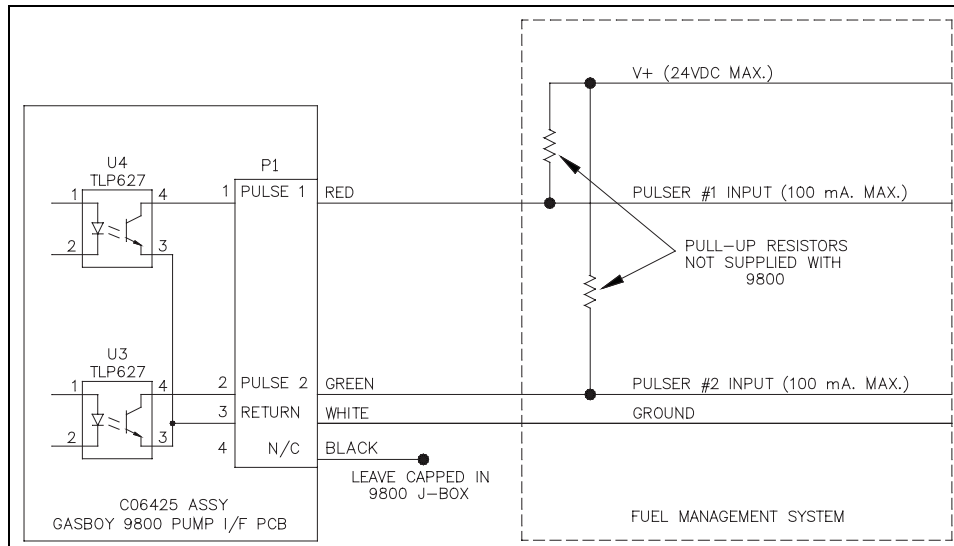 V+ (24VDC MAX.)
U4
TLP627
P1
1
4
1
PULSE 1
RED
PULSER #1 INPUT (100 mA. MAX.)
2
3
PULL-UP RESISTORS
NOT SUPPLIED WITH
9800
U3
TLP627
1
4
2
PULSE 2
GREEN
PULSER #2 INPUT (100 mA. MAX.)
3
RETURN
WHITE
GROUND
2
3
4
N/C
BLACK
LEAVE CAPPED IN
9800 J-BOX
C06425 ASSY
GASBOY 9800 PUMP I/F PCB
FUEL MANAGEMENT SYSTEM